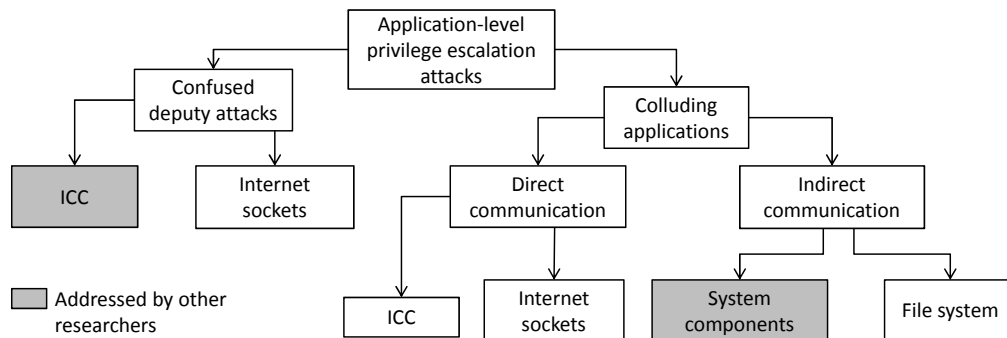 Application-level
privilege escalation
attacks
Confused
deputy attacks
Colluding
applications
ICC
Internet
sockets
Direct
communication
Indirect
communication
Addressed by other
researchers
ICC
Internet
sockets
System
components
File system